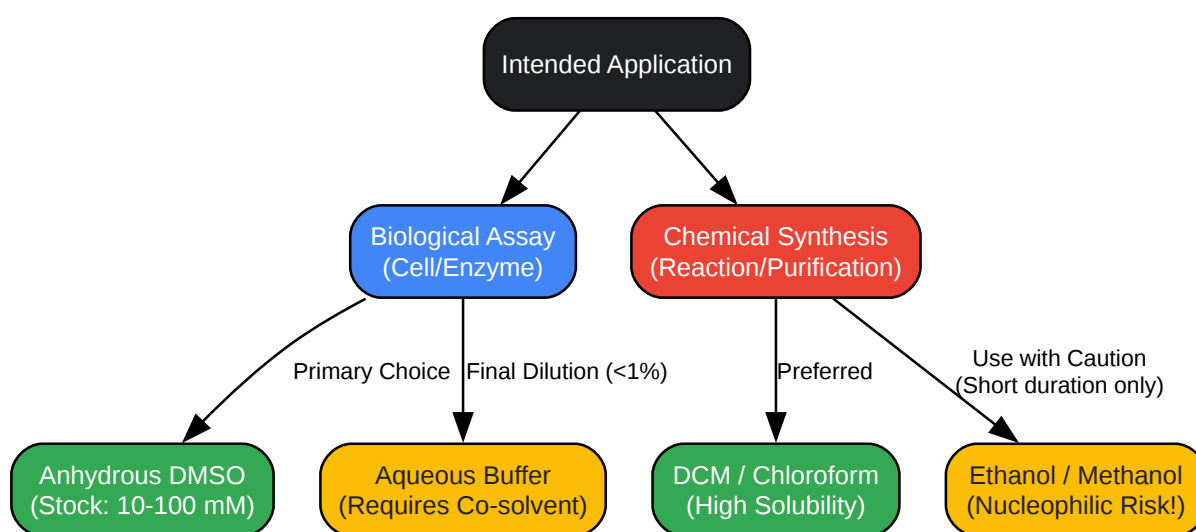 Intended Application
Biological Assay
(Cell/Enzyme)
Chemical Synthesis
(Reaction/Purification)
Primary Choice
Final Dilution (<1%)
Preferred
Use with Caution
(Short duration only)
Anhydrous DMSO
(Stock: 10-100 mM)
Aqueous Buffer
(Requires Co-solvent)
DCM / Chloroform
(High Solubility)
Ethanol / Methanol
(Nucleophilic Risk!)